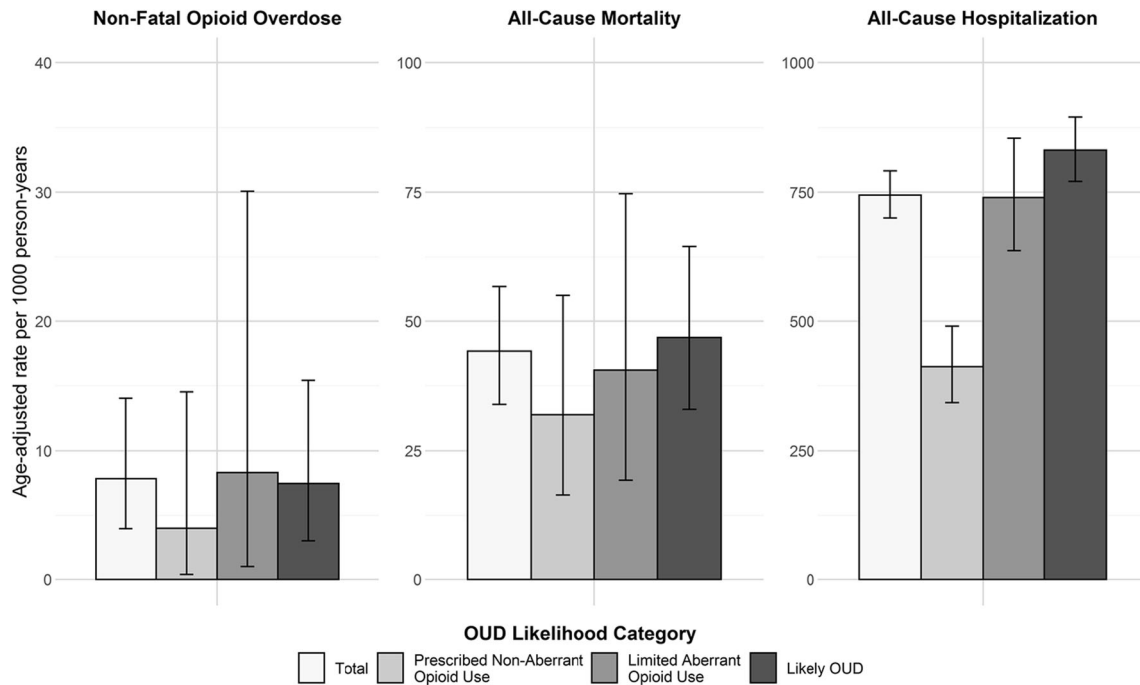 Non-Fatal Opioid Overdose
All-Cause Mortality
All-Cause Hospitalization
Age-adjusted rate per 1000 person-years
40
30
20
10
0
100
75
50
25
0
1000
750
500
250
0
OUD Likelihood Category
Total
Prescribed Non-Aberrant
Opioid Use
Limited Aberrant
Opioid Use
Likely OUD